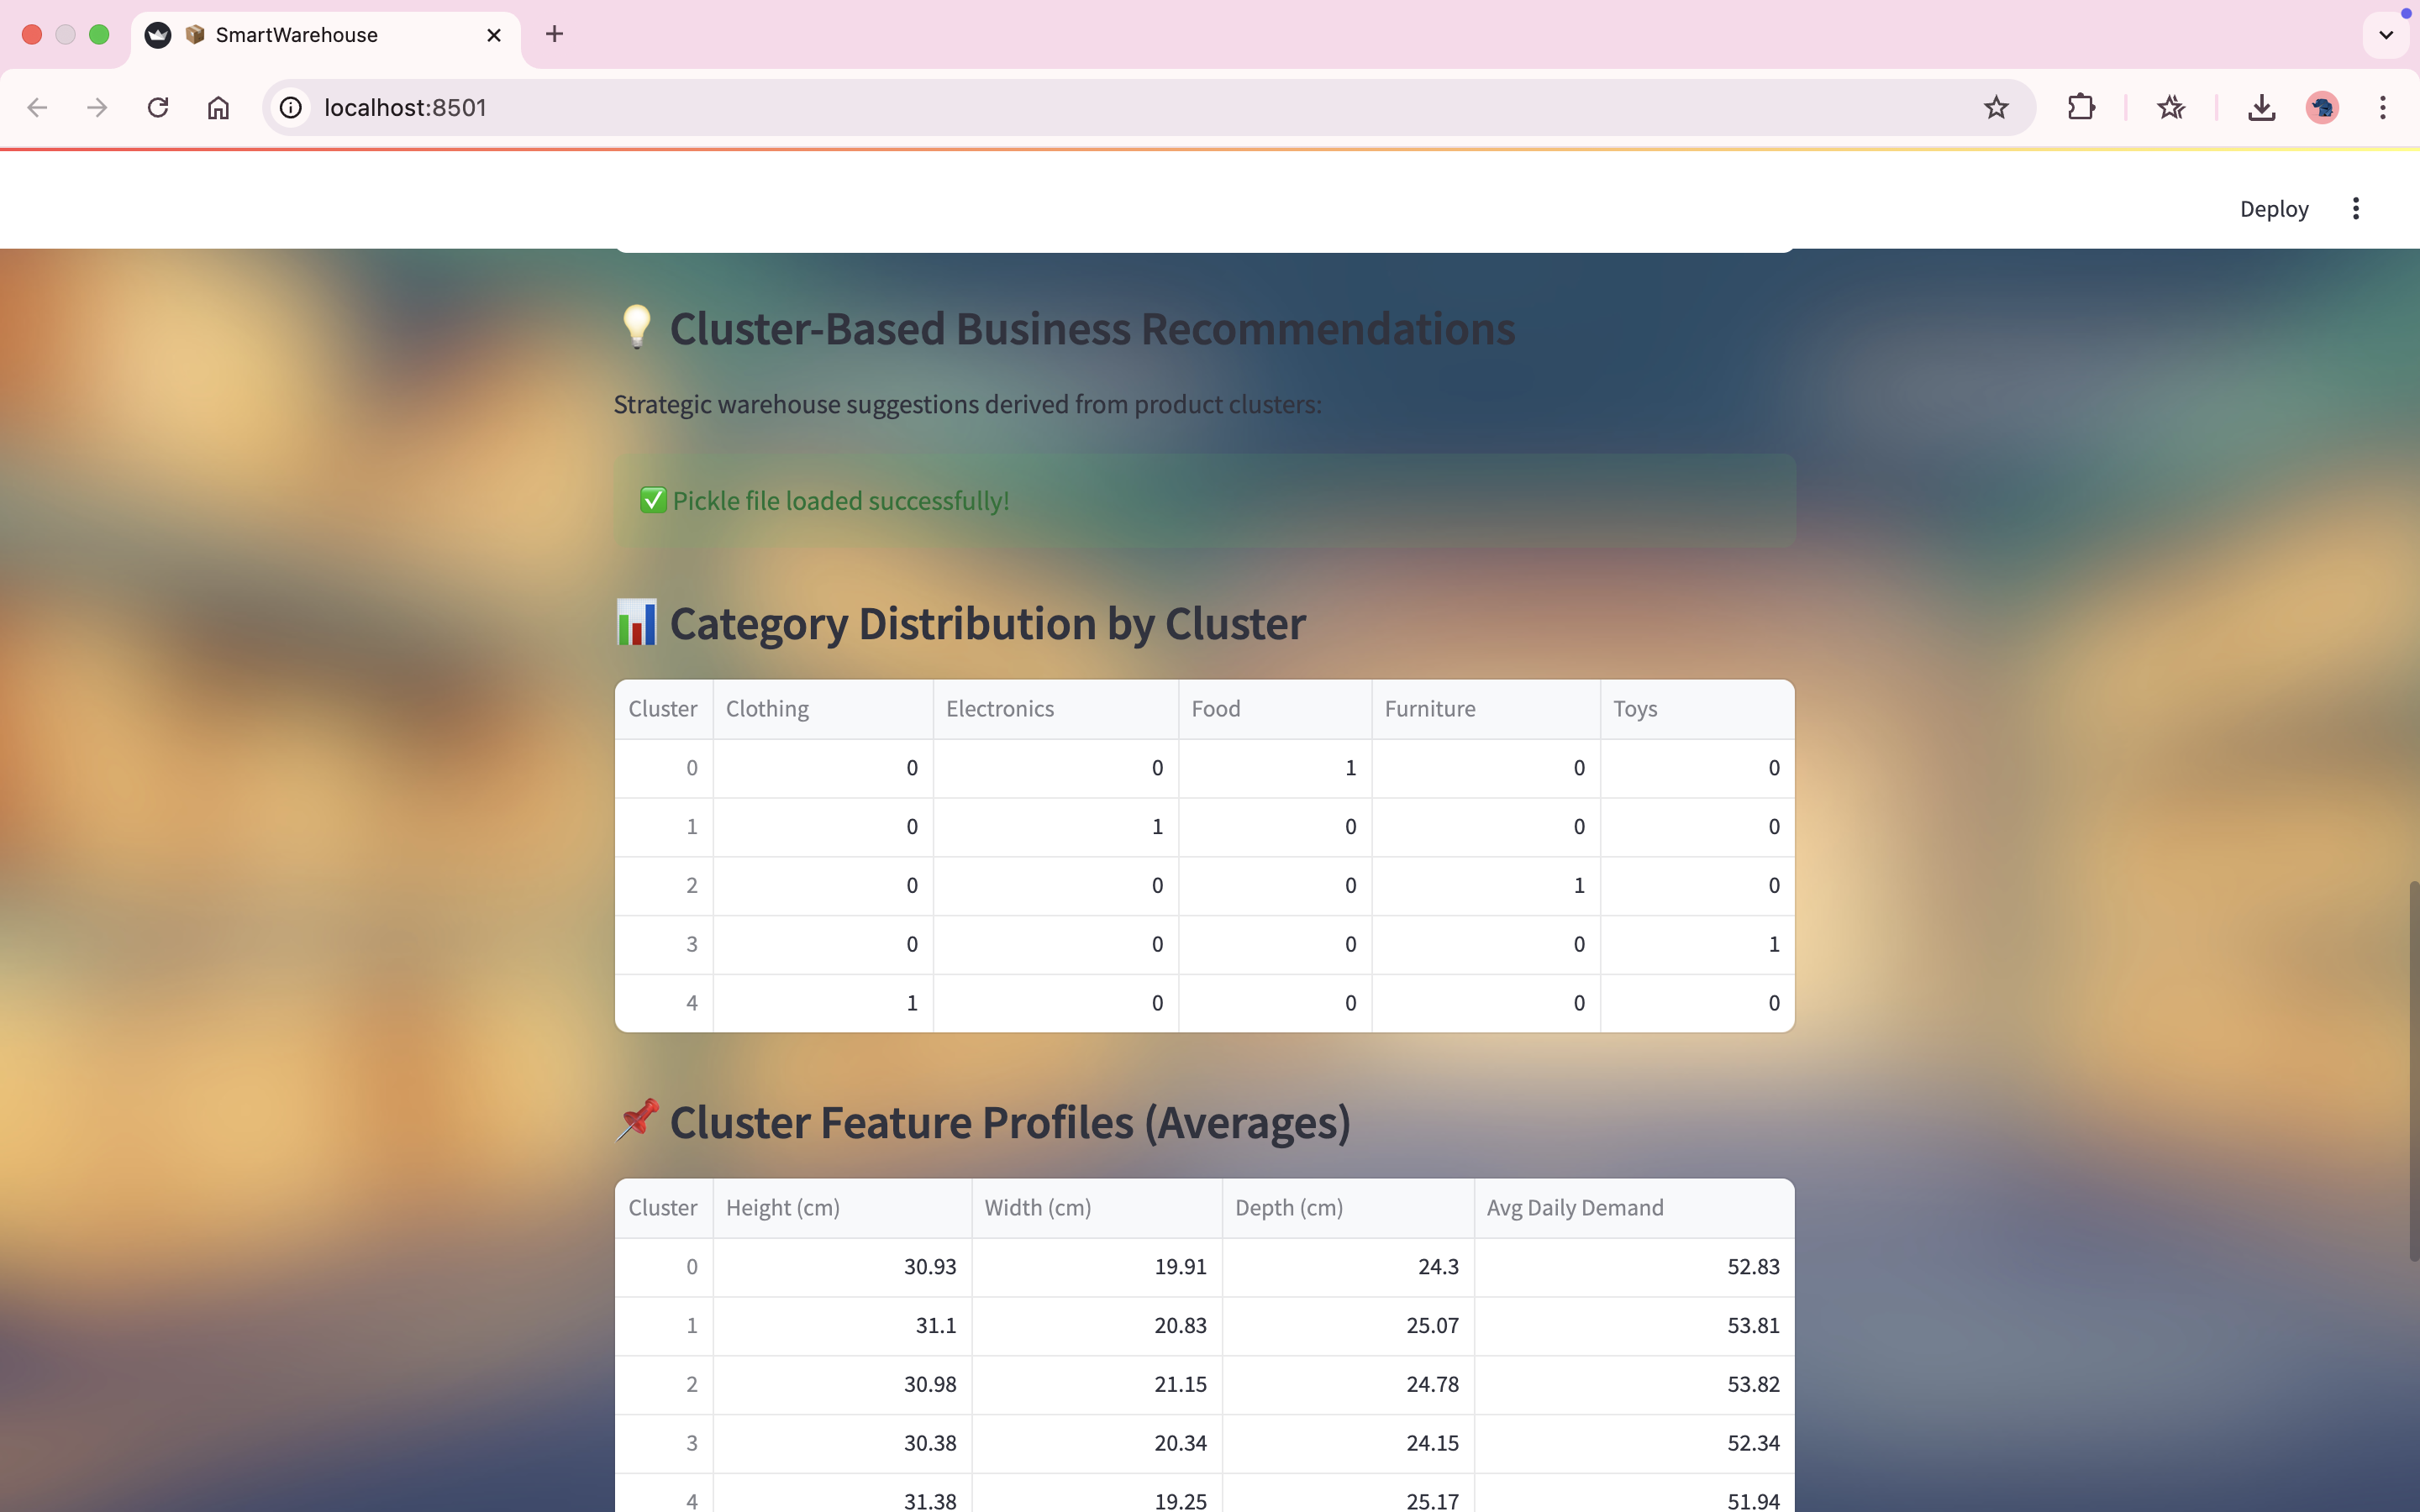 📦 SmartWarehouse
localhost:8501
Deploy
💡 Cluster-Based Business Recommendations
Strategic warehouse suggestions derived from product clusters:
✅ Pickle file loaded successfully!
📊 Category Distribution by Cluster
Cluster Clothing Electronics Food Furniture Toys
0 0 0 1 0 0
1 0 1 0 0 0
2 0 0 0 1 0
3 0 0 0 0 1
4 1 0 0 0 0
📌 Cluster Feature Profiles (Averages)
Cluster Height (cm) Width (cm) Depth (cm) Avg Daily Demand
0 30.93 19.91 24.3 52.83
1 31.1 20.83 25.07 53.81
2 30.98 21.15 24.78 53.82
3 30.38 20.34 24.15 52.34
4 31.38 19.25 25.17 51.94